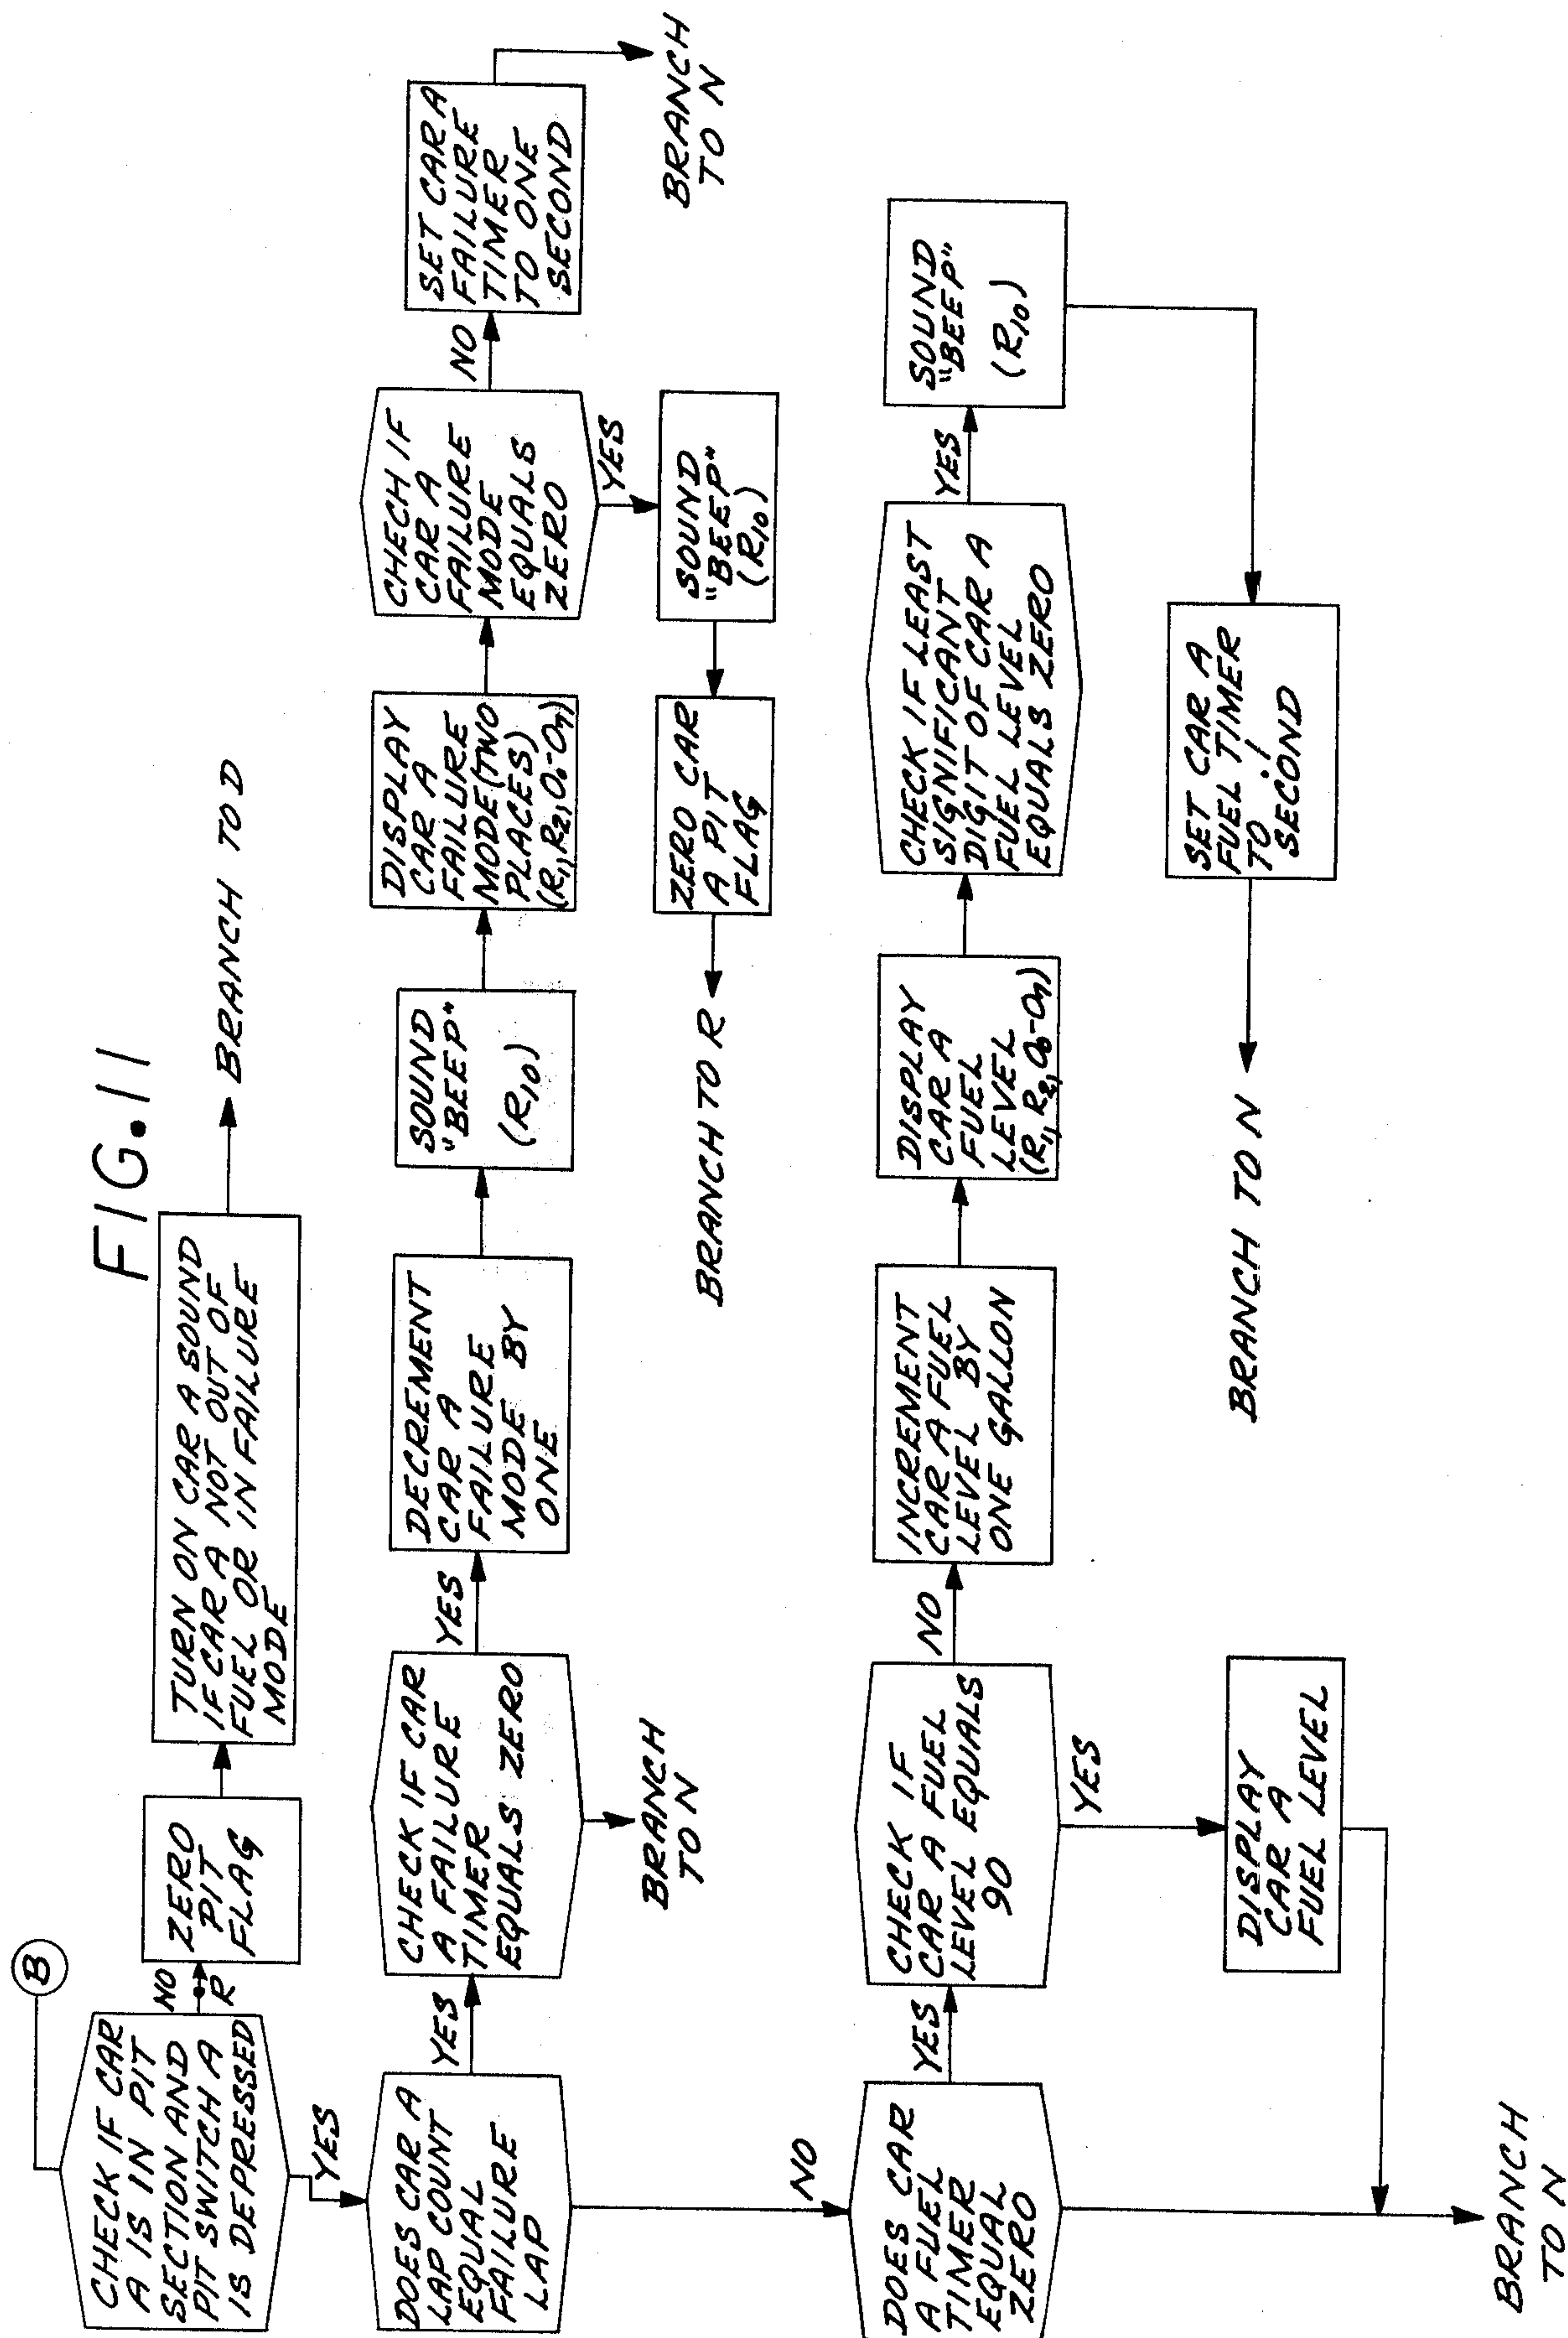 FIG. 11
B
CHECK IF CAR
A IS IN PIT
SECTION AND
PIT SWITCH A
IS DEPRESSED
NO
R
ZERO
PIT
FLAG
TURN ON CAR A SOUND
IF CAR A NOT OUT OF
FUEL OR IN FAILURE
MODE
BRANCH TO D
YES
DOES CAR A
LAP COUNT
EQUAL
FAILURE
LAP
YES
CHECK IF CAR
A FAILURE
TIMER
EQUALS ZERO
BRANCH
TO N
YES
DECREMENT
CAR A
FAILURE
MODE BY
ONE
SOUND
"BEEP"
(R10)
DISPLAY
CAR A
FAILURE
MODE (TWO
PLACES)
(R1, R2, O0-O7)
CHECH IF
CAR A
FAILURE
MODE
EQUALS
ZERO
NO
SET CAR A
FAILURE
TIMER
TO ONE
SECOND
BRANCH
TO N
YES
SOUND
"BEEP"
(R10)
ZERO CAR
A PIT
FLAG
BRANCH TO R
NO
DOES CAR
A FUEL
TIMER
EQUAL
ZERO
YES
CHECK IF
CAR A FUEL
LEVEL EQUALS
90
NO
INCREMENT
CAR A FUEL
LEVEL BY
ONE GALLON
DISPLAY
CAR A
FUEL
LEVEL
(R1, R2, O0-O7)
CHECK IF LEAST
SIGNIFICANT
DIGIT OF CAR A
FUEL LEVEL
EQUALS ZERO
YES
SOUND
"BEEP"
(R10)
SET CAR A
FUEL TIMER
TO .1
SECOND
BRANCH TO N
YES
DISPLAY
CAR A
FUEL LEVEL
BRANCH
TO N